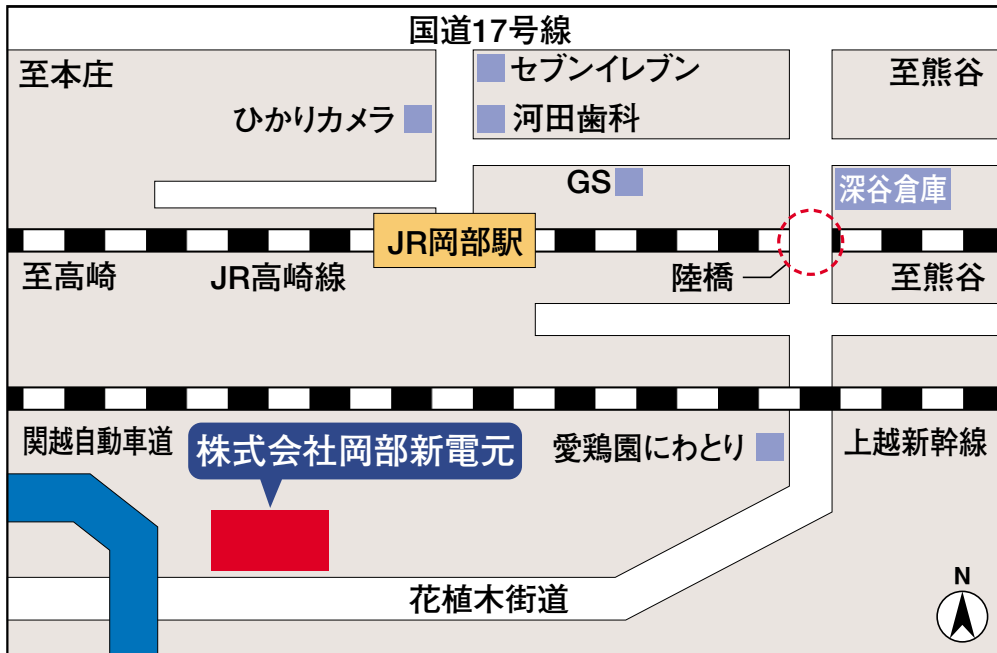 国道17号線
至本庄
セブンイレブン
至熊谷
ひかりカメラ
河田歯科
GS
深谷倉庫
JR岡部駅
至高崎
JR高崎線
陸橋
至熊谷
関越自動車道
株式会社岡部新電元
愛鶏園にわとり
上越新幹線
花植木街道
N